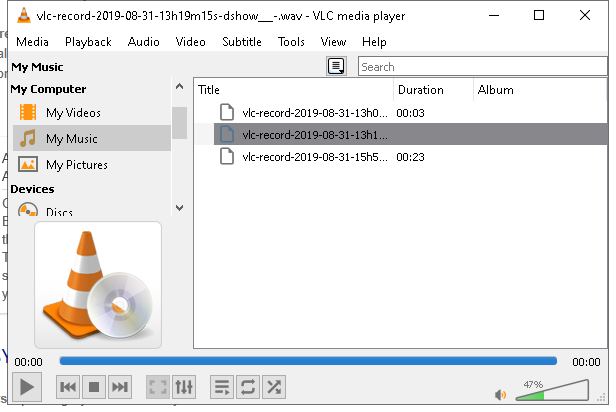 vlc-record-2019-08-31-13h19m15s-dshow__-.wav - VLC media player
Media Playback Audio Video Subtitle Tools View Help
My Music
Search
My Computer
My Videos
My Music
My Pictures
Devices
Discs
Title Duration Album
vlc-record-2019-08-31-13h0... 00:03
vlc-record-2019-08-31-13h1...
vlc-record-2019-08-31-15h5... 00:23
00:00 00:00
47%